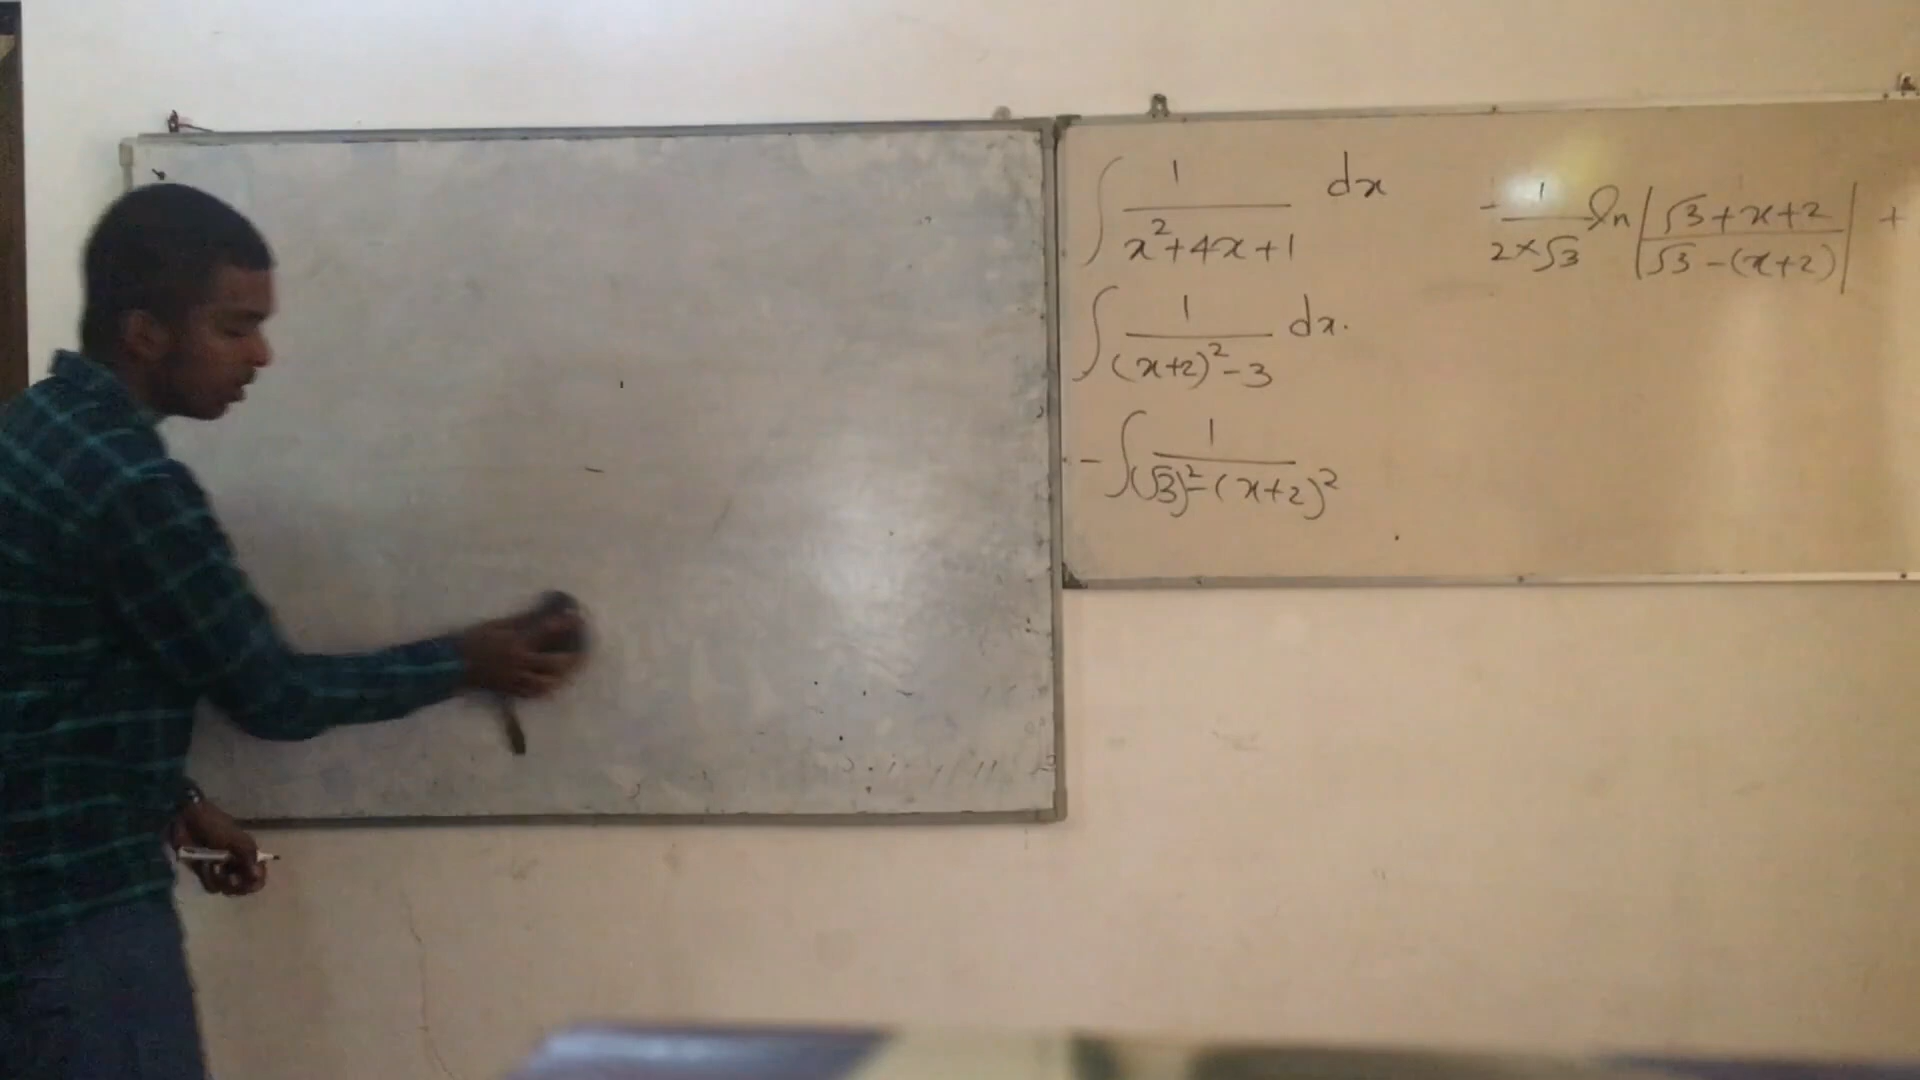 ∫ 1/(x²+4x+1) dx
∫ 1/((x+2)²-3) dx.
-∫ 1/((√3)²-(x+2)²)
-1/(2×√3) ln |(√3+x+2)/(√3-(x+2))| +